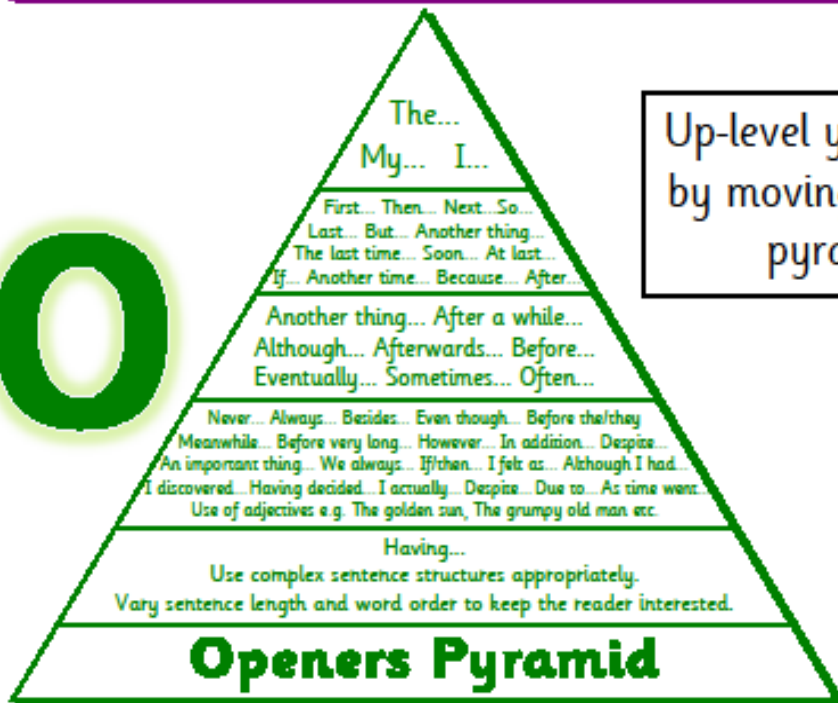 The...
My... I...
First... Then... Next...So...
Last... But... Another thing...
The last time... Soon... At last...
If... Another time... Because... After...
Another thing... After a while...
Although... Afterwards... Before...
Eventually... Sometimes... Often...
Never... Always... Besides... Even though... Before the/they
Meanwhile... Before very long... However... In addition... Despite...
An important thing... We always... If/then... I felt as... Although I had...
I discovered... Having decided... I actually... Despite... Due to... As time went...
Use of adjectives e.g. The golden sun, The grumpy old man etc.
Having...
Use complex sentence structures appropriately.
Vary sentence length and word order to keep the reader interested.
Openers Pyramid
O
Up-level y
by movin
pyra